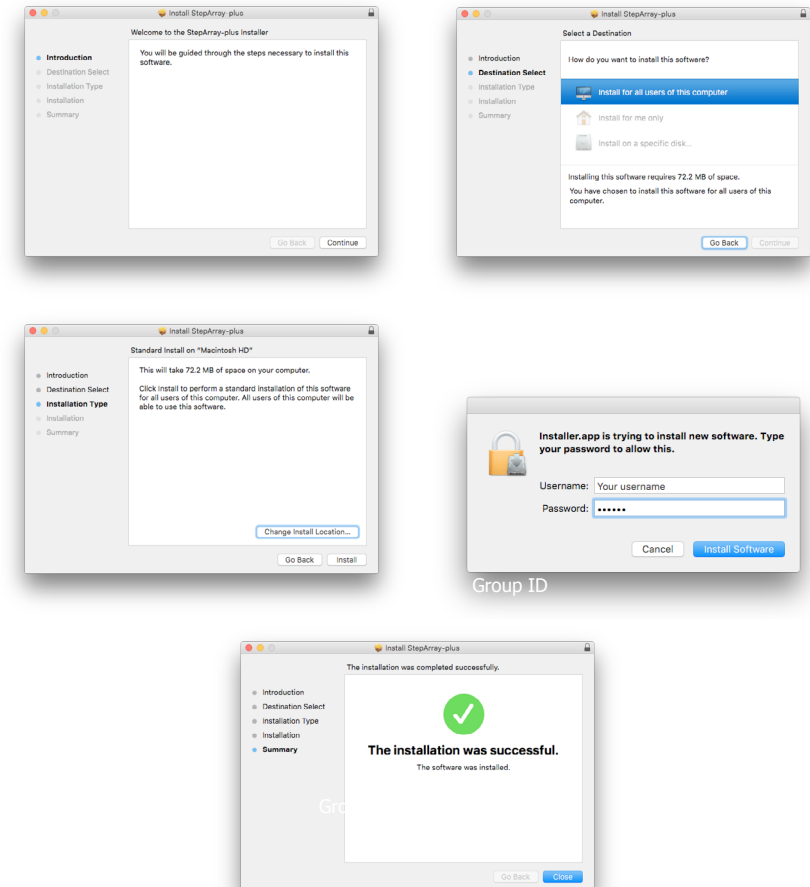 Install StepArray-plus
Welcome to the StepArray-plus Installer
Introduction
Destination Select
Installation Type
Installation
Summary
You will be guided through the steps necessary to install this
software.
Go Back
Continue
Install StepArray-plus
Select a Destination
Introduction
Destination Select
Installation Type
Installation
Summary
How do you want to install this software?
Install for all users of this computer
Install for me only
Install on a specific disk...
Installing this software requires 72.2 MB of space.
You have chosen to install this software for all users of this
computer.
Go Back
Continue
Install StepArray-plus
Standard Install on "Macintosh HD"
Introduction
Destination Select
Installation Type
Installation
Summary
This will take 72.2 MB of space on your computer.
Click Install to perform a standard installation of this software
for all users of this computer. All users of this computer will be
able to use this software.
Change Install Location...
Go Back
Install
Installer.app is trying to install new software. Type
your password to allow this.
Username: Your username
Password: ••••••
Cancel
Install Software
Group ID
Install StepArray-plus
The installation was completed successfully.
Introduction
Destination Select
Installation Type
Installation
Summary
The installation was successful.
The software was installed.
Gro
Go Back
Close